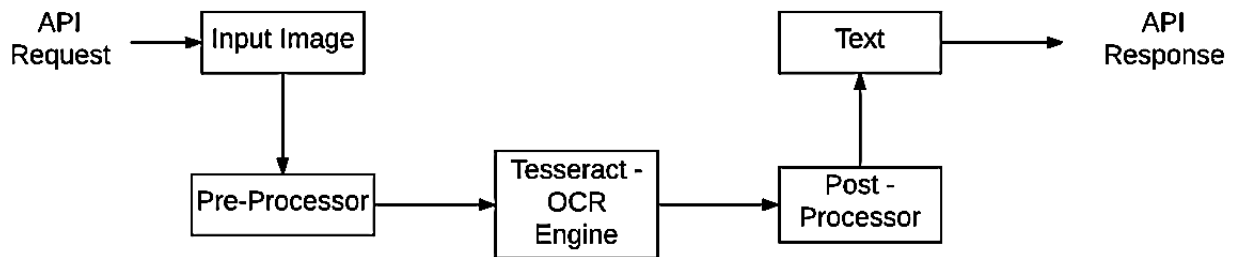 API
Request
Input Image
Pre-Processor
Tesseract -
OCR
Engine
Post -
Processor
Text
API
Response